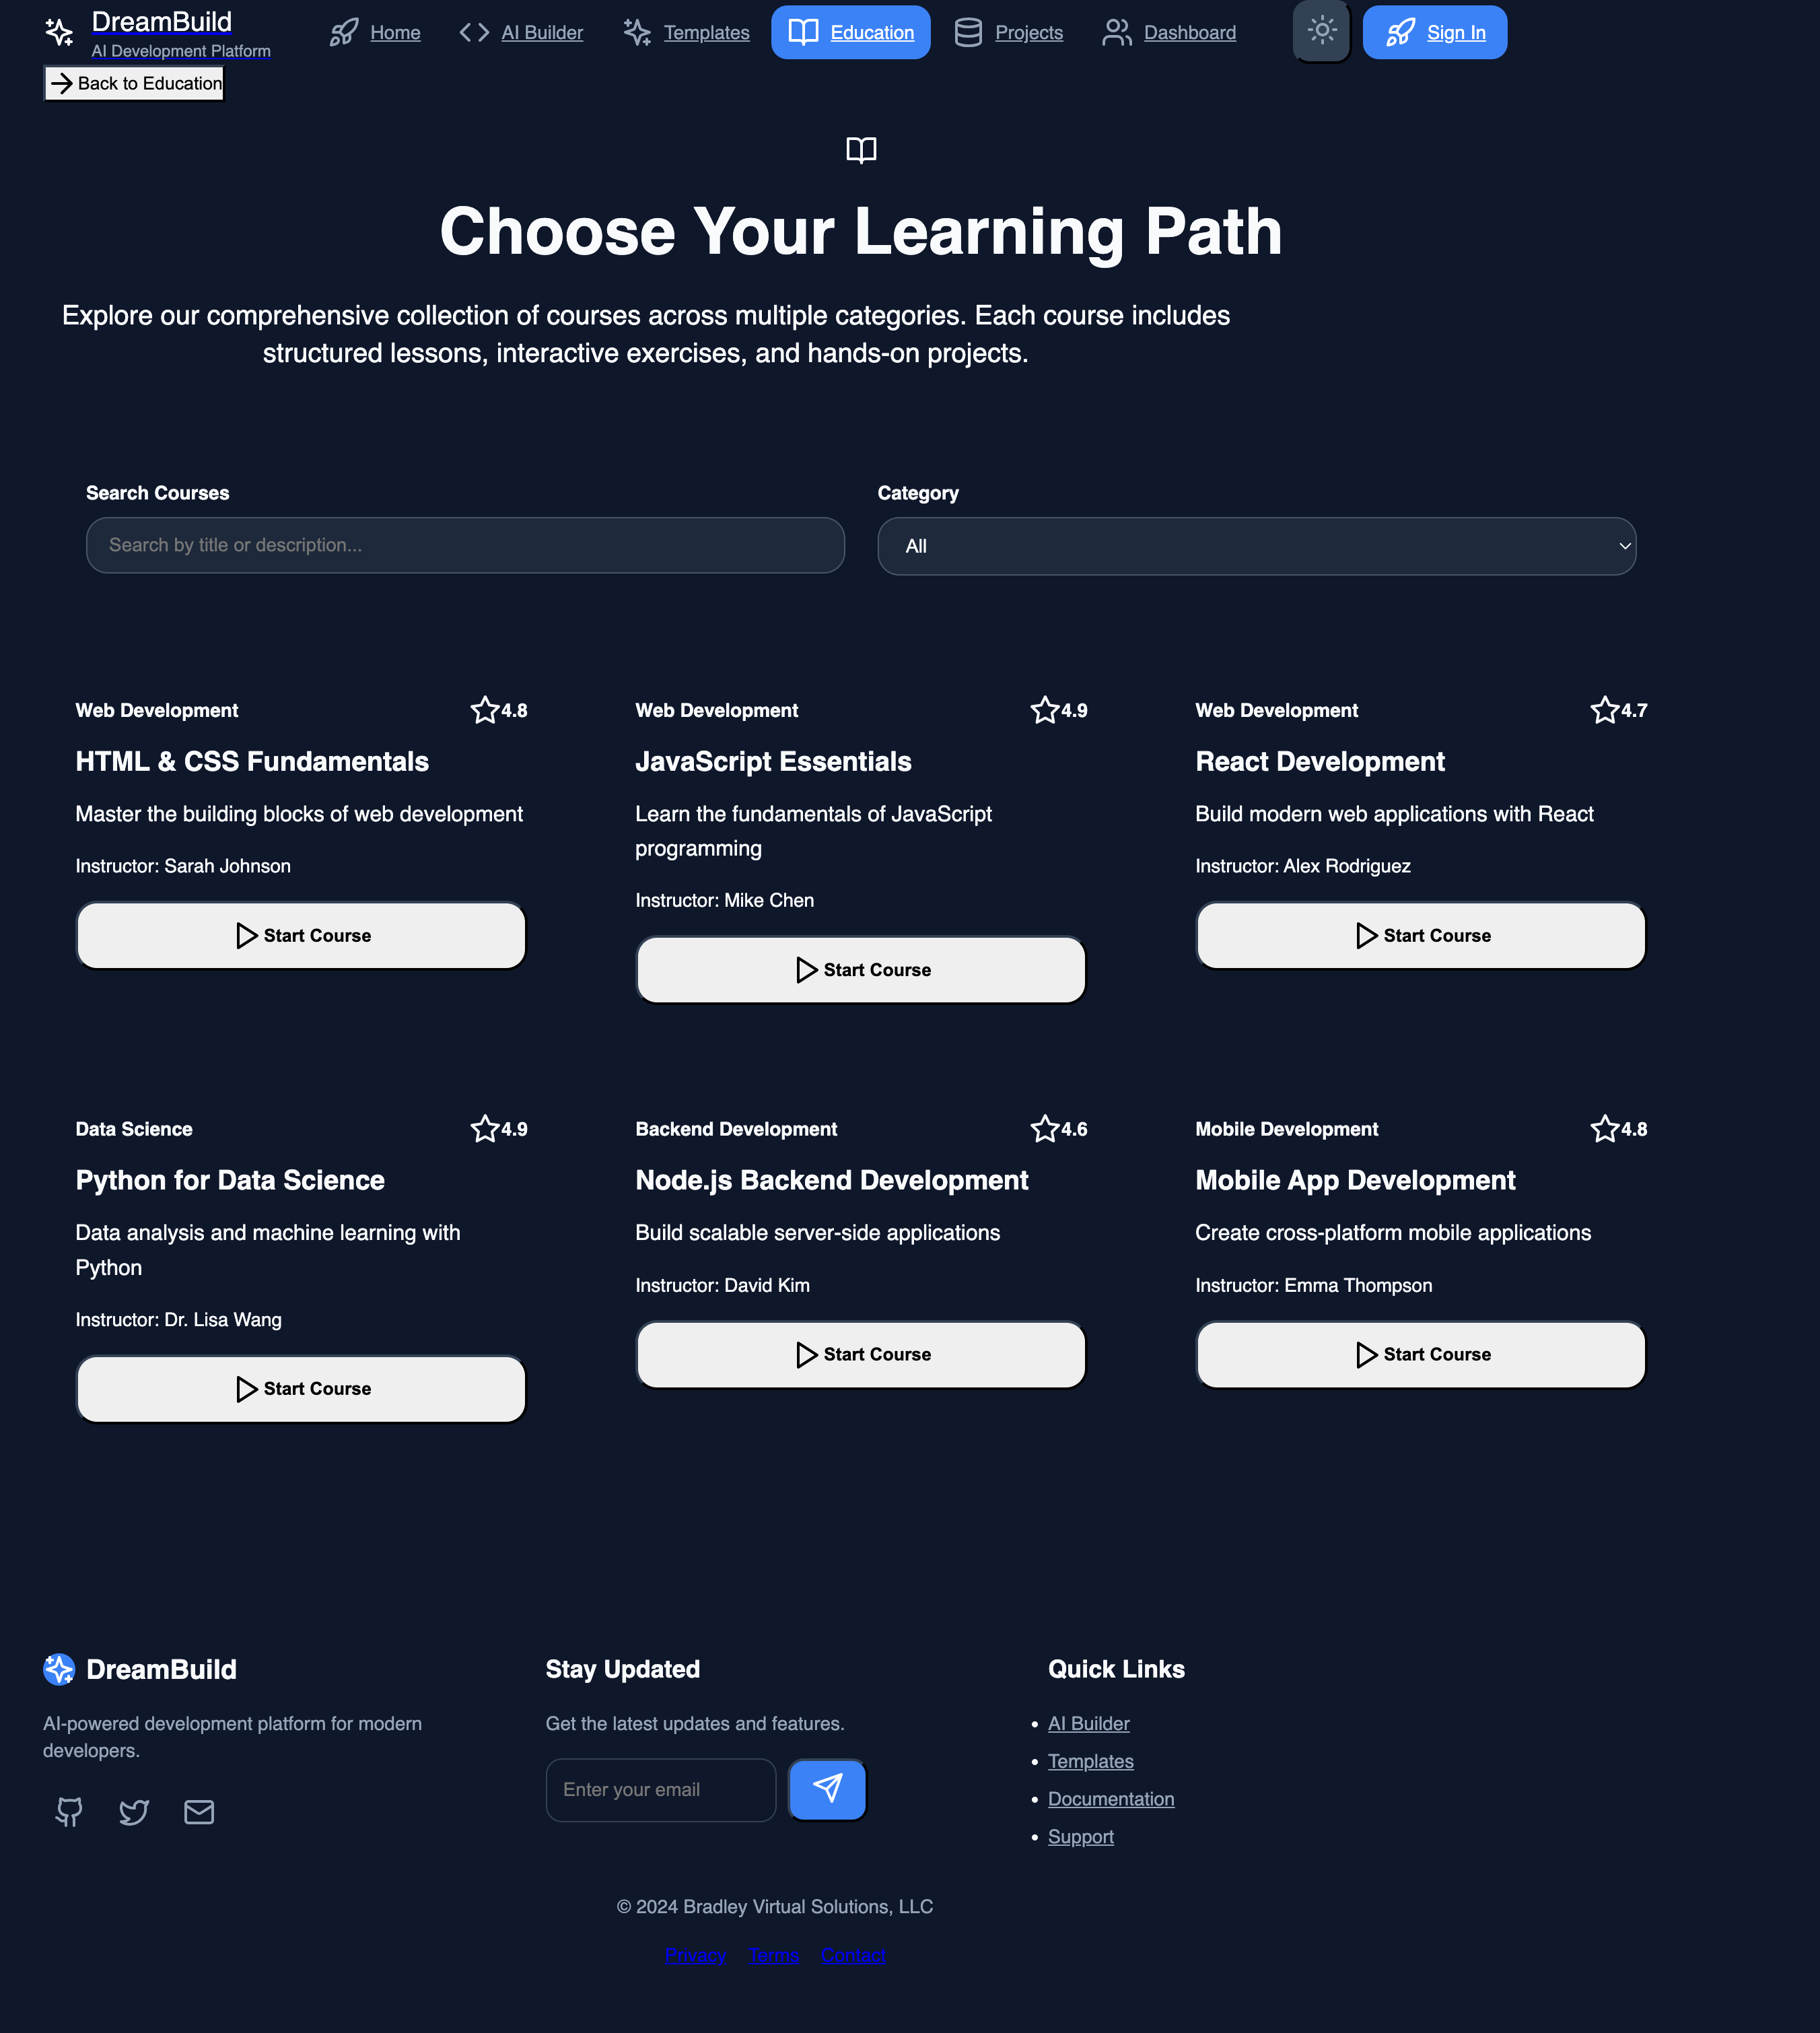 DreamBuild
AI Development Platform
Home
AI Builder
Templates
Education
Projects
Dashboard
Sign In
Back to Education
Choose Your Learning Path
Explore our comprehensive collection of courses across multiple categories. Each course includes
structured lessons, interactive exercises, and hands-on projects.
Search Courses
Category
Search by title or description...
All
Web Development
4.8
HTML & CSS Fundamentals
Master the building blocks of web development
Instructor: Sarah Johnson
Start Course
Web Development
4.9
JavaScript Essentials
Learn the fundamentals of JavaScript
programming
Instructor: Mike Chen
Start Course
Web Development
4.7
React Development
Build modern web applications with React
Instructor: Alex Rodriguez
Start Course
Data Science
4.9
Python for Data Science
Data analysis and machine learning with
Python
Instructor: Dr. Lisa Wang
Start Course
Backend Development
4.6
Node.js Backend Development
Build scalable server-side applications
Instructor: David Kim
Start Course
Mobile Development
4.8
Mobile App Development
Create cross-platform mobile applications
Instructor: Emma Thompson
Start Course
DreamBuild
AI-powered development platform for modern
developers.
Stay Updated
Get the latest updates and features.
Enter your email
Quick Links
AI Builder
Templates
Documentation
Support
© 2024 Bradley Virtual Solutions, LLC
Privacy
Terms
Contact